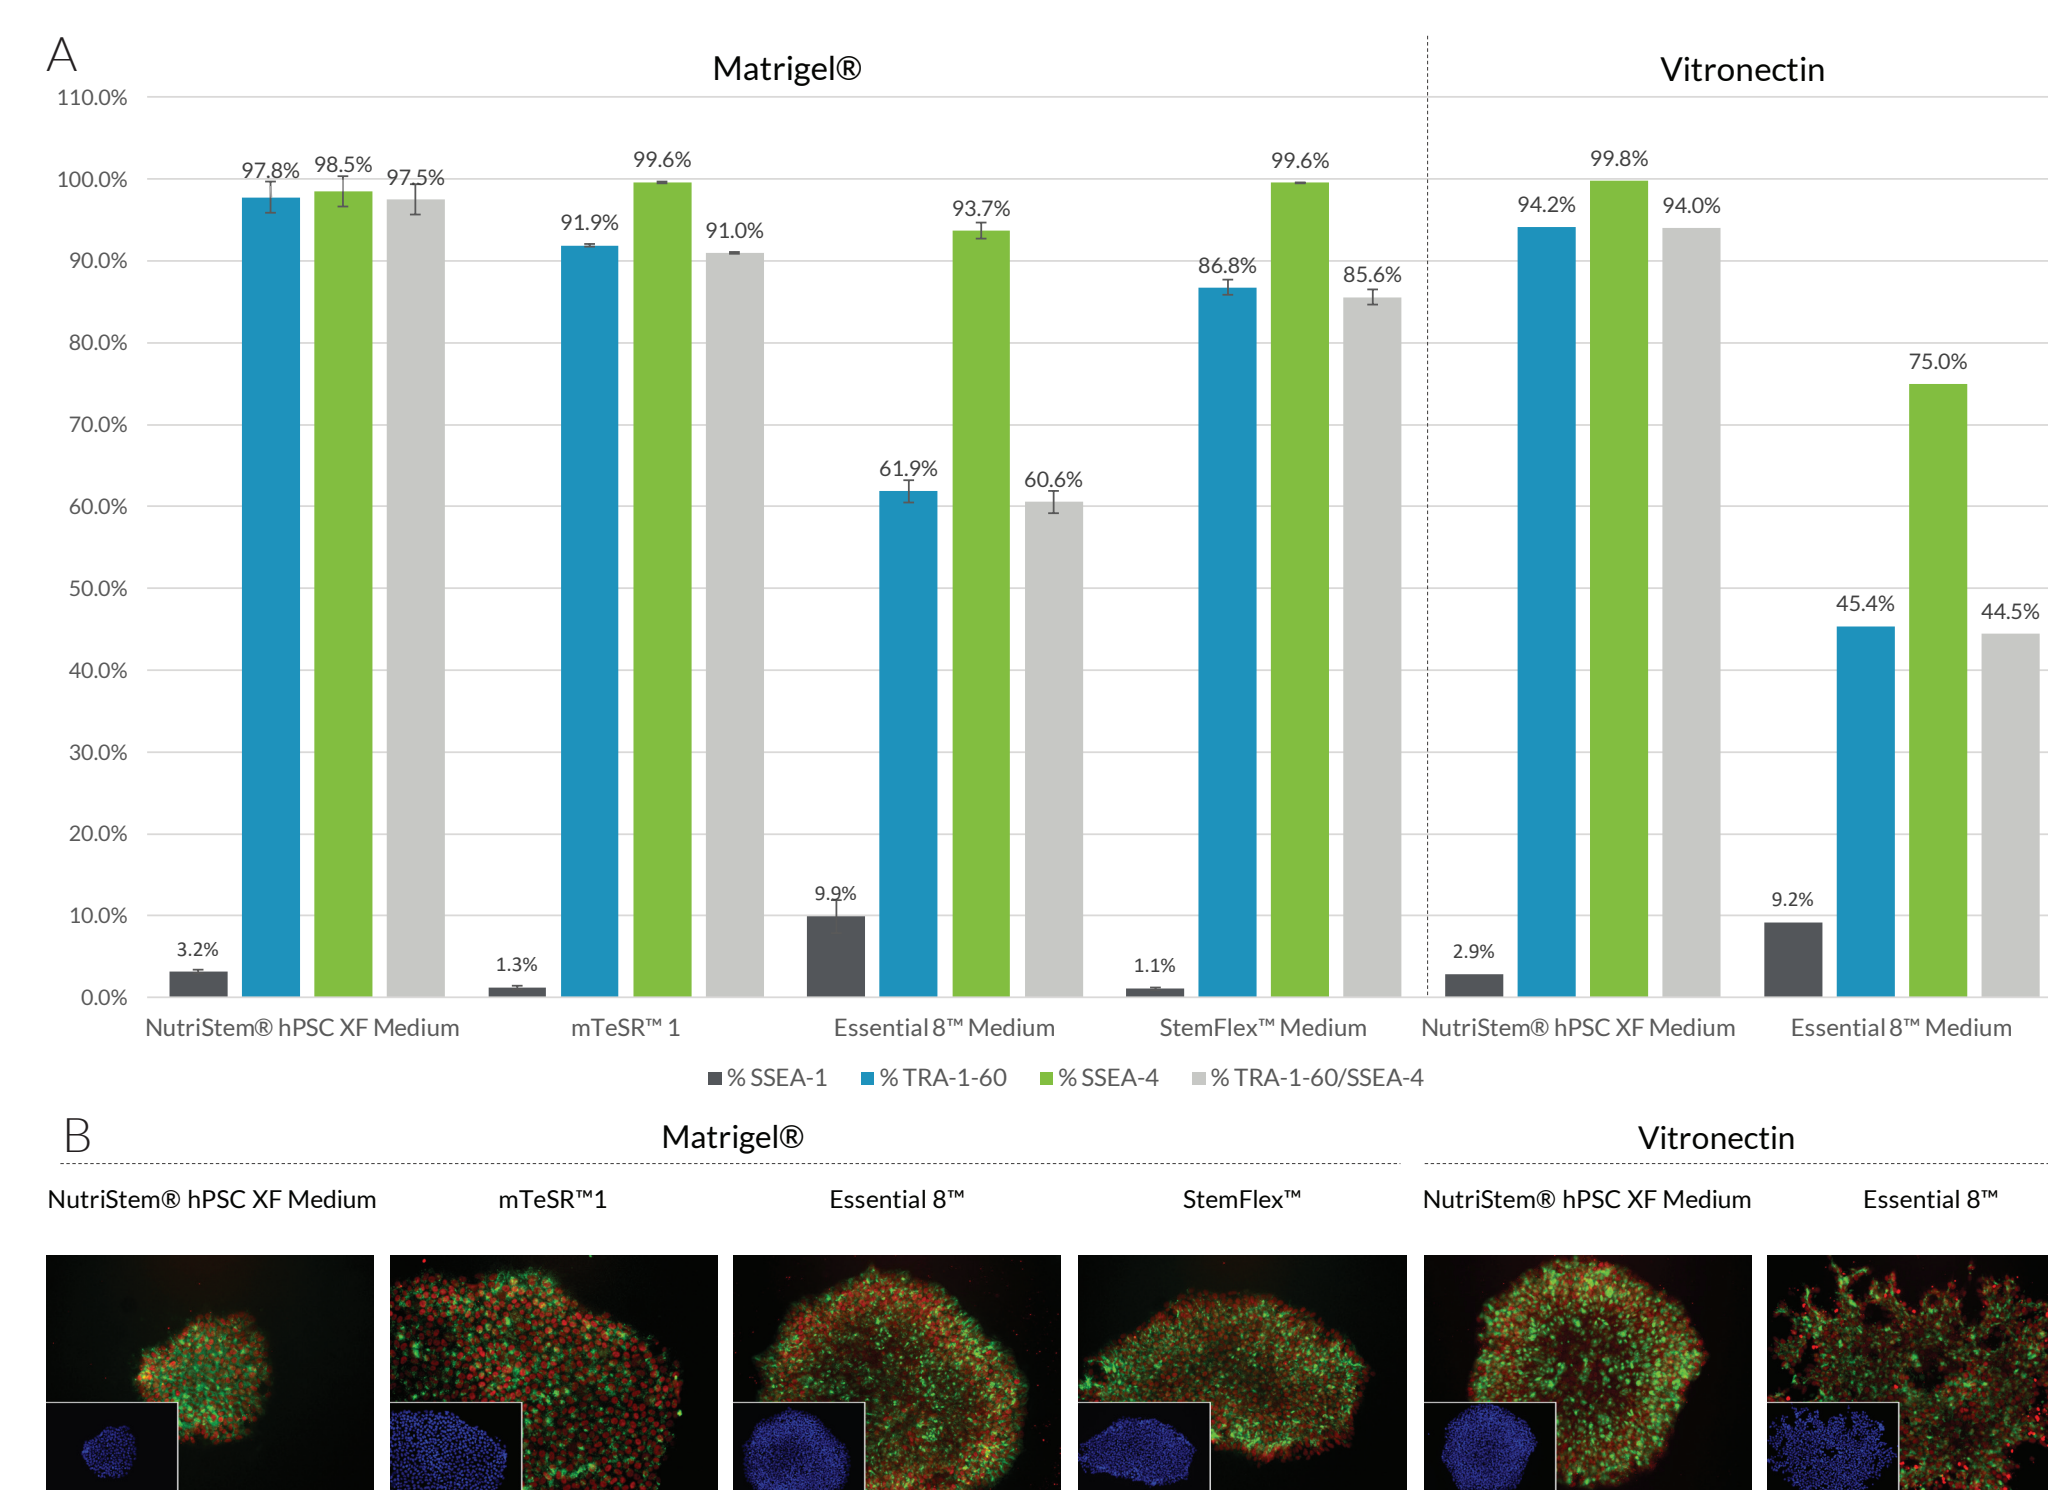 A
Matrigel® Vitronectin
110.0%
100.0%
90.0%
80.0%
70.0%
60.0%
50.0%
40.0%
30.0%
20.0%
10.0%
0.0%
3.2% 97.8% 98.5% 97.5%
1.3% 91.9% 99.6% 91.0%
9.9% 61.9% 93.7% 60.6%
1.1% 86.8% 99.6% 85.6%
2.9% 94.2% 99.8% 94.0%
9.2% 45.4% 75.0% 44.5%
NutriStem® hPSC XF Medium mTeSR™ 1 Essential 8™ Medium StemFlex™ Medium NutriStem® hPSC XF Medium Essential 8™ Medium
% SSEA-1 % TRA-1-60 % SSEA-4 % TRA-1-60/SSEA-4
B
Matrigel® Vitronectin
NutriStem® hPSC XF Medium mTeSR™1 Essential 8™ StemFlex™ NutriStem® hPSC XF Medium Essential 8™